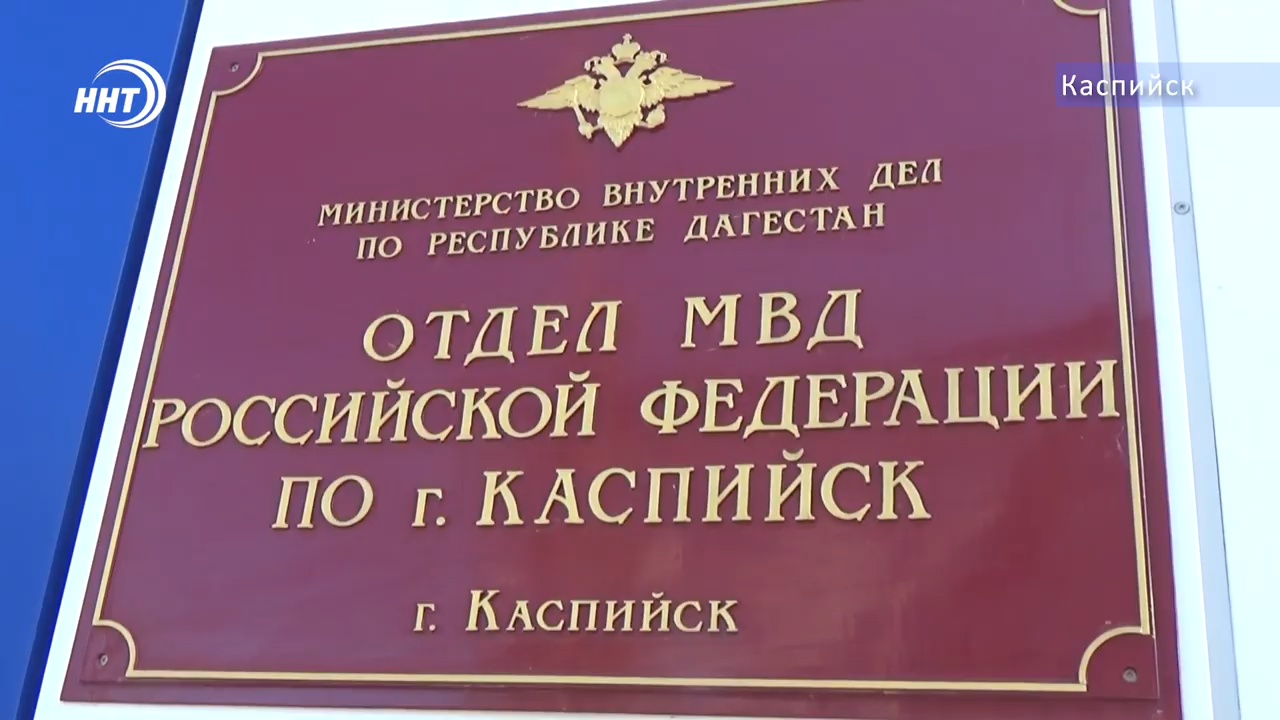 ННТ
Каспийск
МИНИСТЕРСТВО ВНУТРЕННИХ ДЕЛ
ПО РЕСПУБЛИКЕ ДАГЕСТАН
ОТДЕЛ МВД
РОССИЙСКОЙ ФЕДЕРАЦИИ
ПО г. КАСПИЙСК
г. КАСПИЙСК